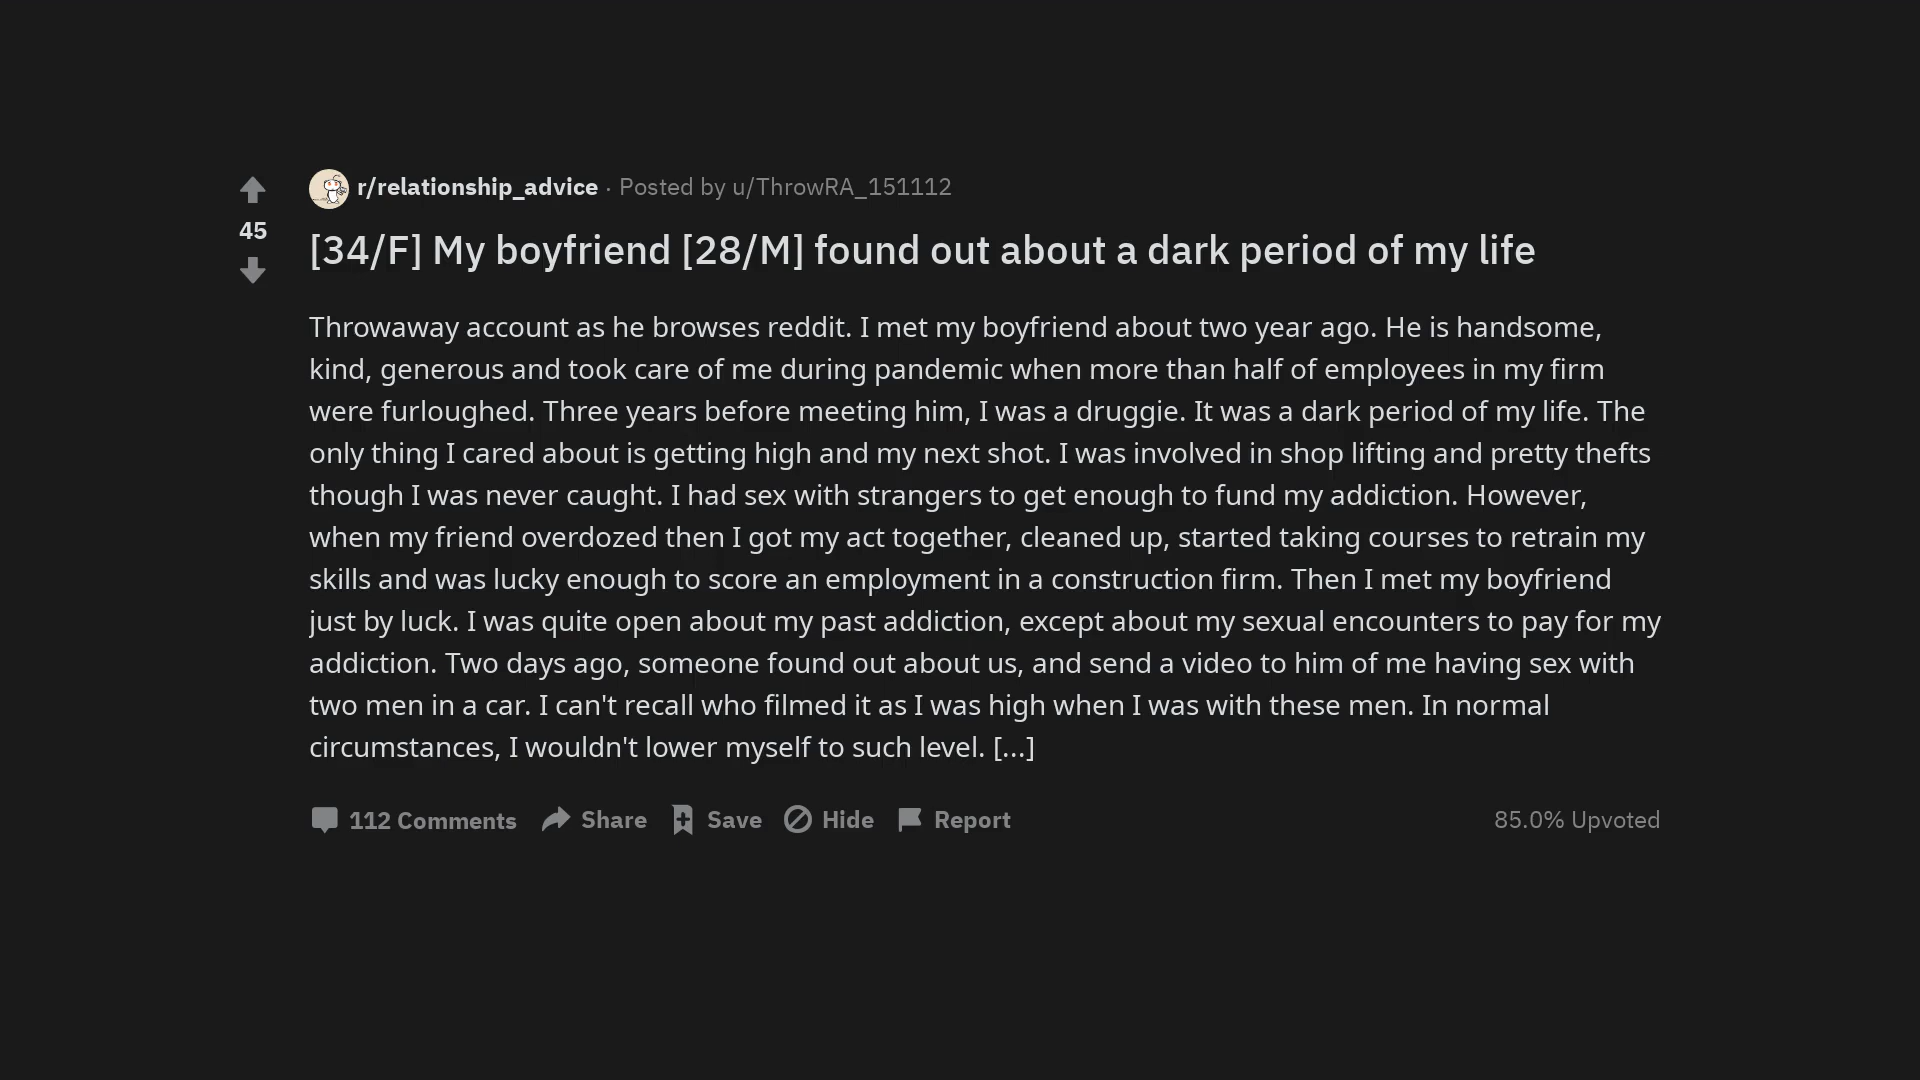 r/relationship_advice · Posted by u/ThrowRA_151112
45
[34/F] My boyfriend [28/M] found out about a dark period of my life
Throwaway account as he browses reddit. I met my boyfriend about two year ago. He is handsome,
kind, generous and took care of me during pandemic when more than half of employees in my firm
were furloughed. Three years before meeting him, I was a druggie. It was a dark period of my life. The
only thing I cared about is getting high and my next shot. I was involved in shop lifting and pretty thefts
though I was never caught. I had sex with strangers to get enough to fund my addiction. However,
when my friend overdozed then I got my act together, cleaned up, started taking courses to retrain my
skills and was lucky enough to score an employment in a construction firm. Then I met my boyfriend
just by luck. I was quite open about my past addiction, except about my sexual encounters to pay for my
addiction. Two days ago, someone found out about us, and send a video to him of me having sex with
two men in a car. I can't recall who filmed it as I was high when I was with these men. In normal
circumstances, I wouldn't lower myself to such level. [...]
112 Comments Share Save Hide Report 85.0% Upvoted